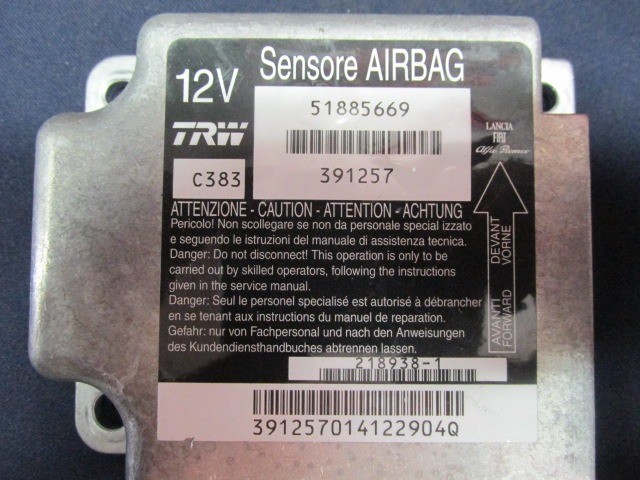 12V Sensore AIRBAG
51885669
TRW
LANCIA
FIAT
Alfa Romeo
C383
391257
ATTENZIONE - CAUTION - ATTENTION - ACHTUNG
Pericolo! Non scollegare se non da personale special izzato
e seguendo le istruzioni del manuale di assistenza tecnica.
Danger: Do not disconnect! This operation is only to be
carried out by skilled operators, following the instructions
given in the service manual.
Danger: Seul le personel spécialisé est autorisé à débrancher
en se tenant aux instructions du manuel de reparation.
Gefahr: nur von Fachpersonal und nach den Anweisungen
des Kundendiensthandbuches abtrennen lassen.
AVANTI DEVANT
FORWARD VORNE
218938-1
391257014122904Q